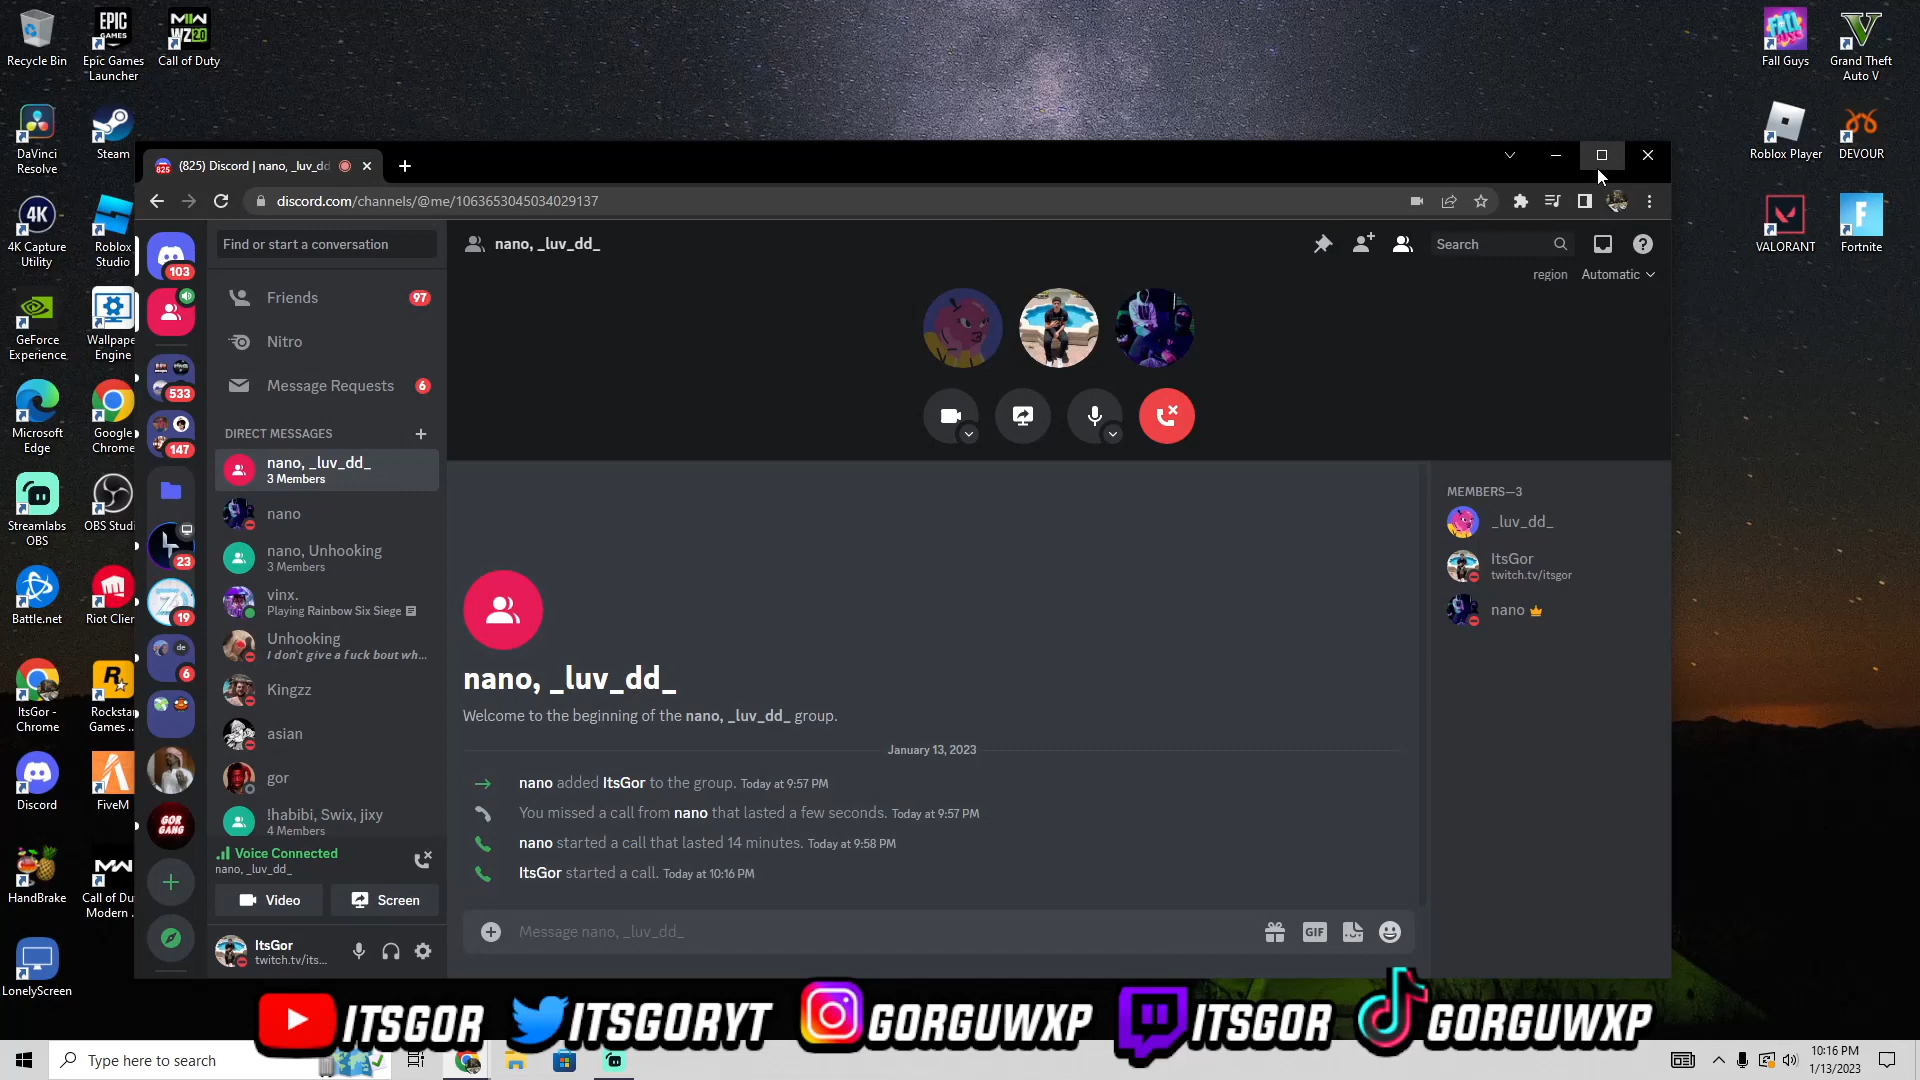 Recycle Bin
Epic Games
Launcher
Call of Duty
DaVinci
Resolve
Steam
4K Capture
Utility
Roblox
Studio
GeForce
Experience
Wallpape
Engine
Microsoft
Edge
Google
Chrome
Streamlabs
OBS
OBS Studi
Battle.net
Riot Clien
ItsGor -
Chrome
Rockstar
Games ...
Discord
FiveM
HandBrake
Call of Du
Modern ...
LonelyScreen
Fall Guys
Grand Theft
Auto V
Roblox Player
DEVOUR
VALORANT
Fortnite
(825) Discord | nano, _luv_dd
discord.com/channels/@me/1063653045034029137
103
533
147
23
19
de
6
GOR
GANG
Find or start a conversation
Friends
97
Nitro
Message Requests
6
DIRECT MESSAGES
nano, _luv_dd_
3 Members
nano
nano, Unhooking
3 Members
vinx.
Playing Rainbow Six Siege
Unhooking
I don't give a fuck bout wh...
Kingzz
asian
gor
!habibi, Swix, jixy
4 Members
Voice Connected
nano, _luv_dd_
Video
Screen
ItsGor
twitch.tv/its...
nano, _luv_dd_
Search
region
Automatic
nano, _luv_dd_
Welcome to the beginning of the nano, _luv_dd_ group.
January 13, 2023
nano added ItsGor to the group. Today at 9:57 PM
You missed a call from nano that lasted a few seconds. Today at 9:57 PM
nano started a call that lasted 14 minutes. Today at 9:58 PM
ItsGor started a call. Today at 10:16 PM
Message nano, _luv_dd_
GIF
MEMBERS—3
_luv_dd_
ItsGor
twitch.tv/itsgor
nano
ITSGOR
ITSGORYT
GORGUWXP
ITSGOR
GORGUWXP
Type here to search
10:16 PM
1/13/2023